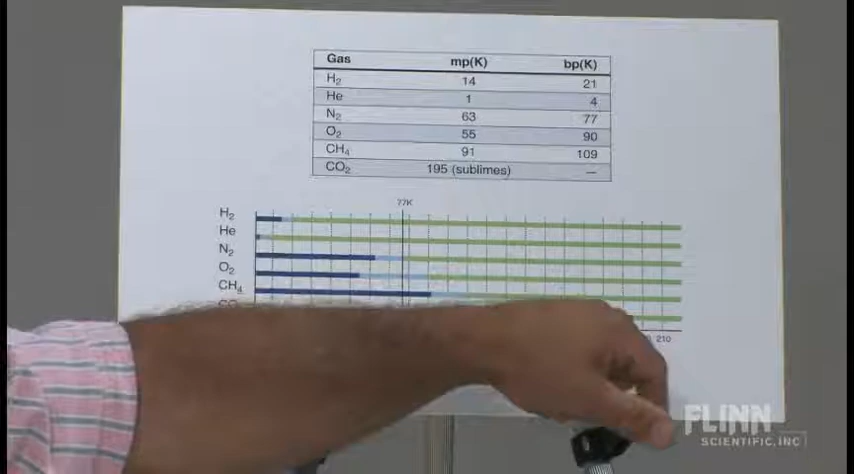 Gas mp(K) bp(K)
H₂ 14 21
He 1 4
N₂ 63 77
O₂ 55 90
CH₄ 91 109
CO₂ 195 (sublimes) —
77K
H₂
He
N₂
O₂
CH₄
210
FLINN
SCIENTIFIC, INC